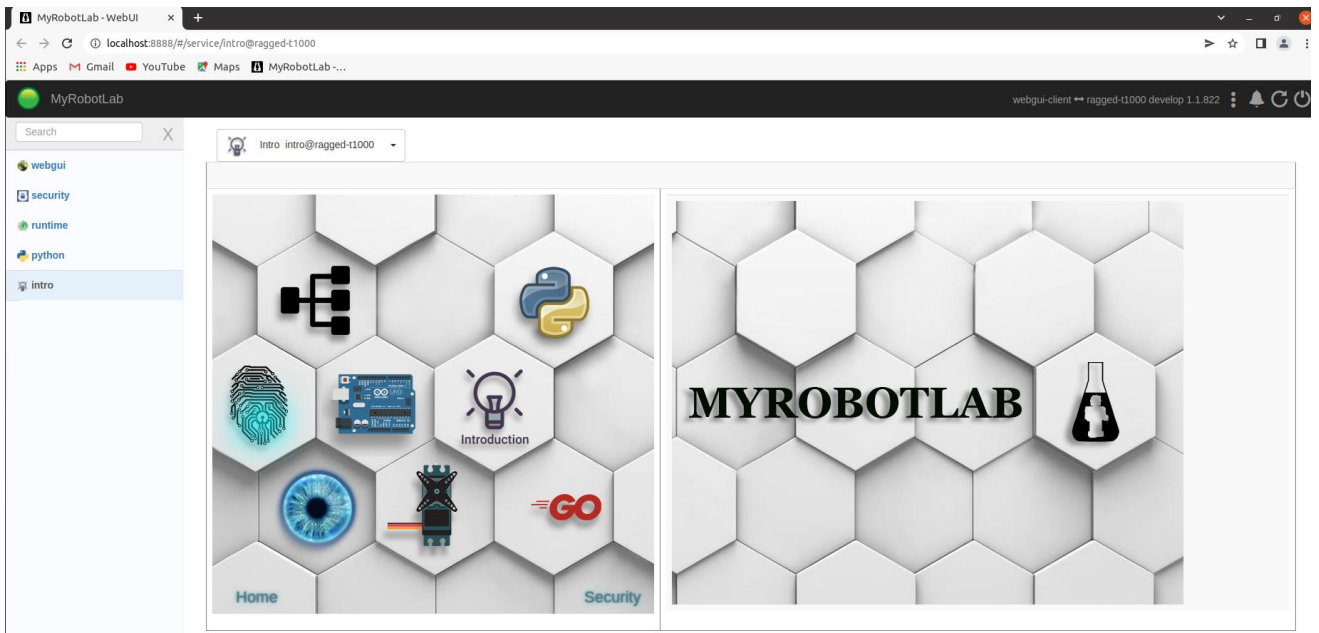 MyRobotLab - WebUI
localhost:8888/#/service/intro@ragged-t1000
Apps Gmail YouTube Maps MyRobotLab -...
MyRobotLab
webgui-client ↔ ragged-t1000 develop 1.1.822
Search X
webgui
security
runtime
python
intro
Intro intro@ragged-t1000
Introduction
GO
Home Security
MYROBOTLAB